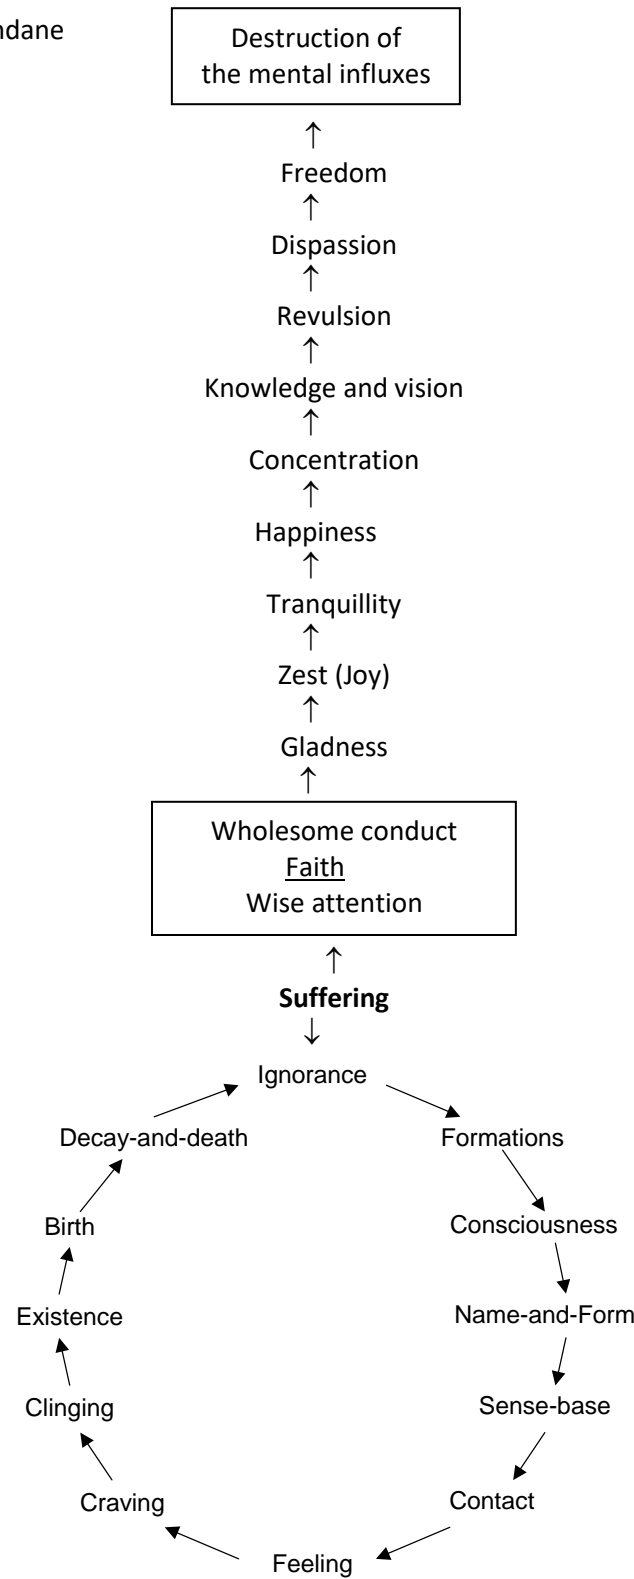 ndane
Destruction of
the mental influxes
↑
Freedom
↑
Dispassion
↑
Revulsion
↑
Knowledge and vision
↑
Concentration
↑
Happiness
↑
Tranquillity
↑
Zest (Joy)
↑
Gladness
↑
Wholesome conduct
Faith
Wise attention
↑
Suffering
↓
Ignorance
Formations
Consciousness
Name-and-Form
Sense-base
Contact
Feeling
Craving
Clinging
Existence
Birth
Decay-and-death